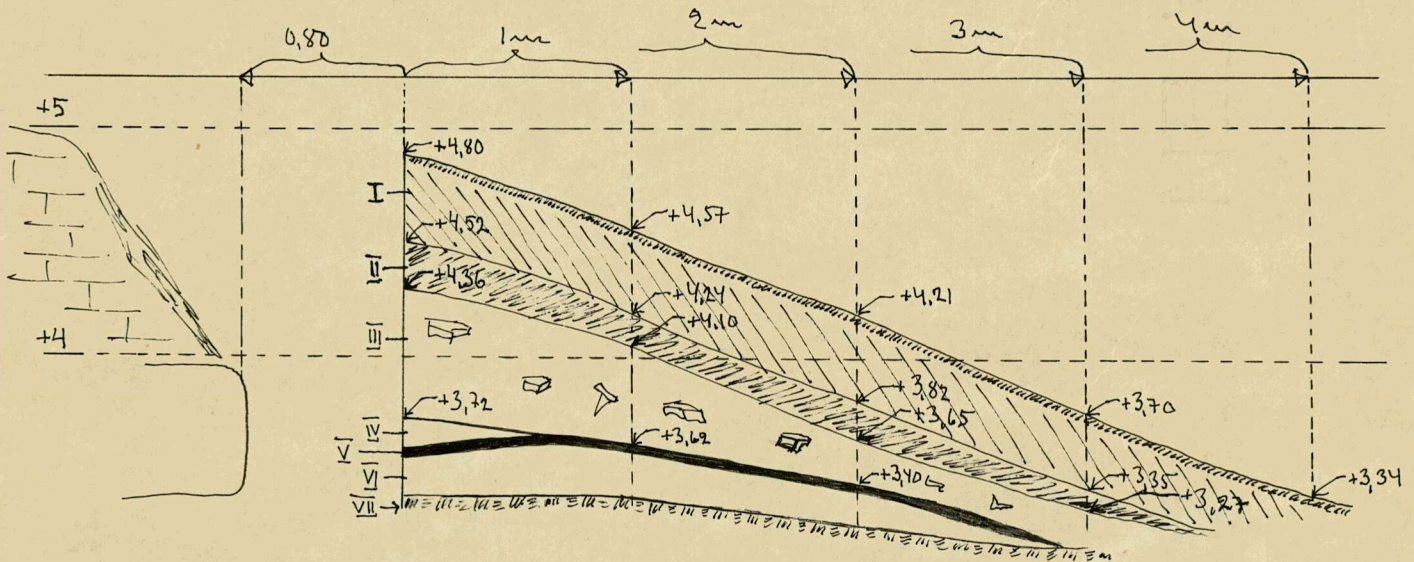 0,80 1m 2m 3m 4m
+5
+4,80
I
+4,52
+4,57
II
+4,36
+4,24
+4,21
+4,10
III
+4
+3,82
+3,72
+3,65
+3,70
IV
+3,62
V
VI
+3,40
+3,35
+3,34
+3,27
VII